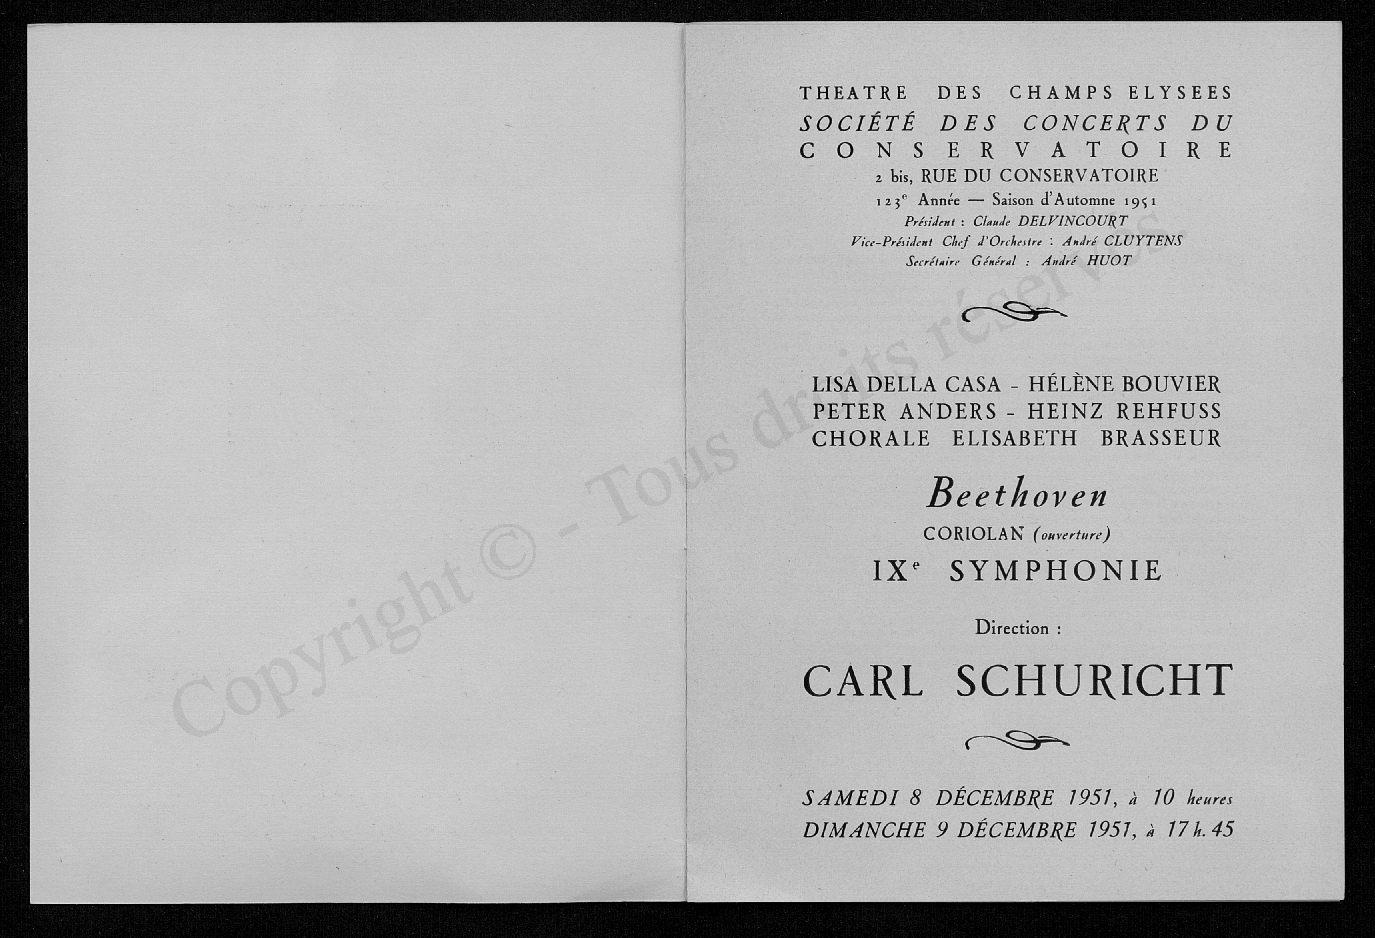 THEATRE DES CHAMPS ELYSEES
SOCIÉTÉ DES CONCERTS DU
CONSERVATOIRE
2 bis, RUE DU CONSERVATOIRE
123e Année — Saison d'Automne 1951
Président : Claude DELVINCOURT
Vice-Président Chef d'Orchestre : André CLUYTENS
Secrétaire Général : André HUOT
LISA DELLA CASA - HÉLÈNE BOUVIER
PETER ANDERS - HEINZ REHFUSS
CHORALE ELISABETH BRASSEUR
Beethoven
CORIOLAN (ouverture)
IXe SYMPHONIE
Direction :
CARL SCHURICHT
SAMEDI 8 DÉCEMBRE 1951, à 10 heures
DIMANCHE 9 DÉCEMBRE 1951, à 17 h. 45
Copyright © - Tous droits réservés.